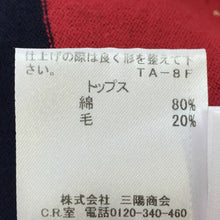 仕上げの際は良く形を整えて下
さい。 TA-8F
トップス
綿 80%
毛 20%
株式会社 三陽商会
C.R.室 電話0120-340-460